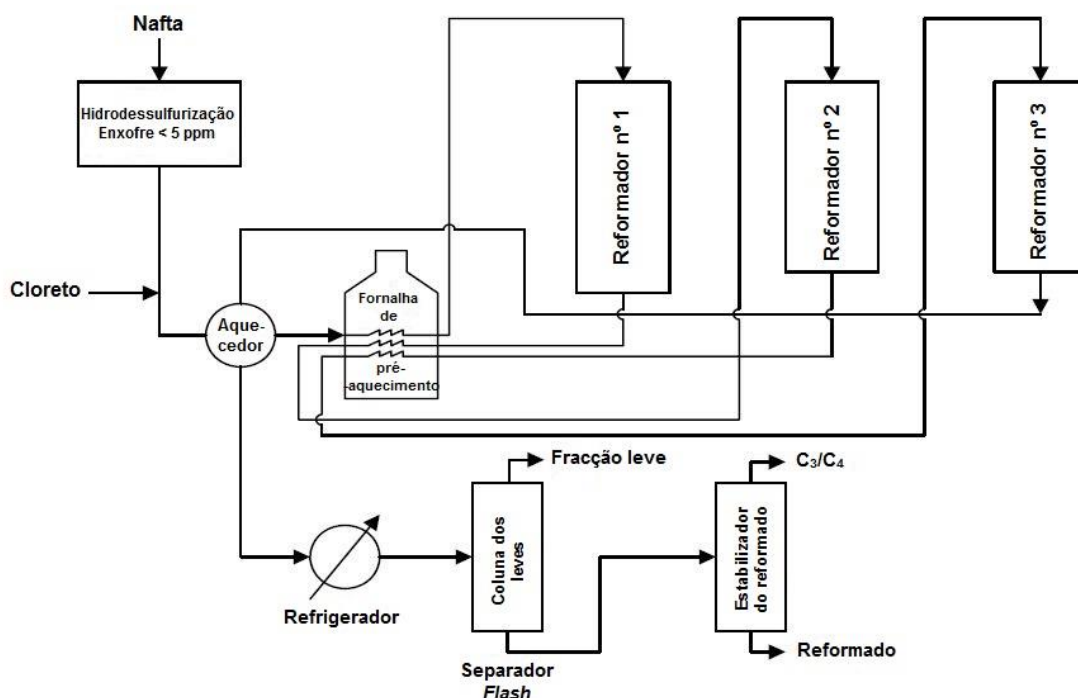 Nafta
Hidrodessulfurização
Enxofre < 5 ppm
Reformador nº 1
Reformador nº 2
Reformador nº 3
Cloreto
Aque-
cedor
Fornalha
de
pré-
-aquecimento
Fracção leve
C₃/C₄
Coluna dos
leves
Estabilizador
do reformado
Refrigerador
Reformado
Separador
Flash